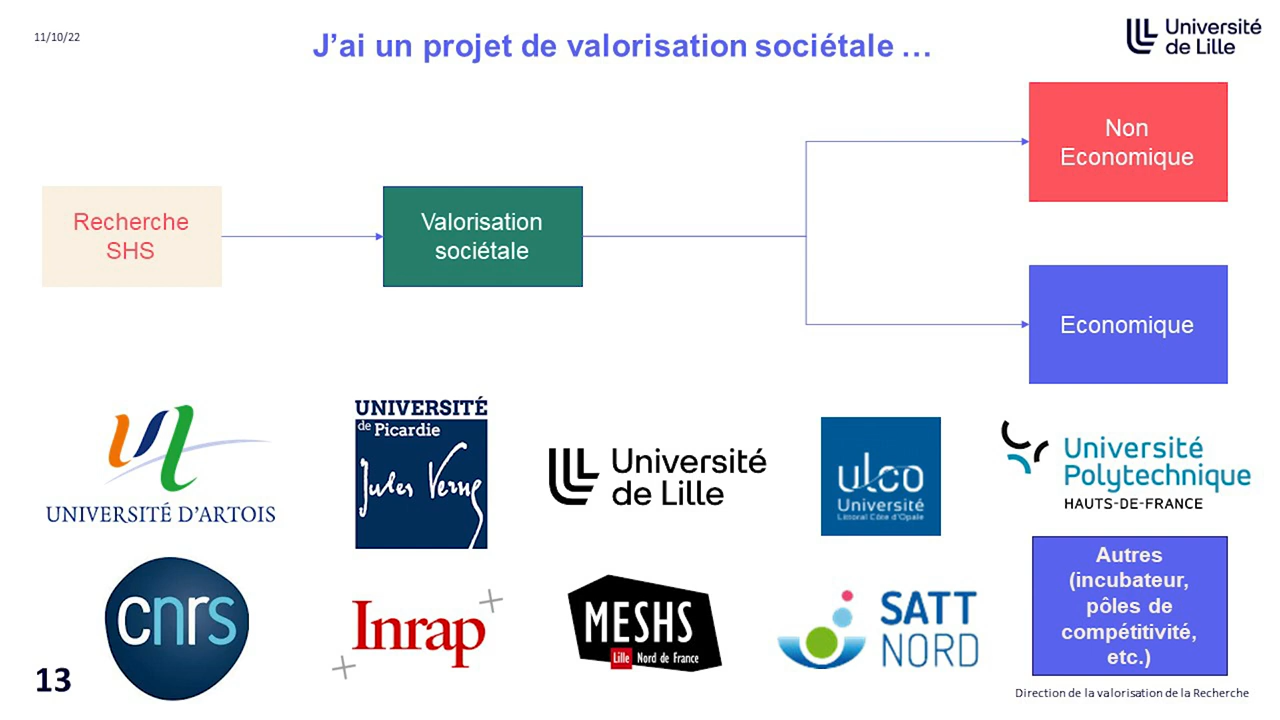 11/10/22
J’ai un projet de valorisation sociétale …
Université
de Lille
Non
Economique
Recherche
SHS
Valorisation
sociétale
Economique
UNIVERSITÉ D'ARTOIS
UNIVERSITÉ
de Picardie
Jules Verne
Université
de Lille
ulco
Université
Littoral Côte d'Opale
Université
Polytechnique
HAUTS-DE-FRANCE
cnrs
Inrap
MESHS
Lille Nord de France
SATT
NORD
Autres
(incubateur,
pôles de
compétitivité,
etc.)
13
Direction de la valorisation de la Recherche